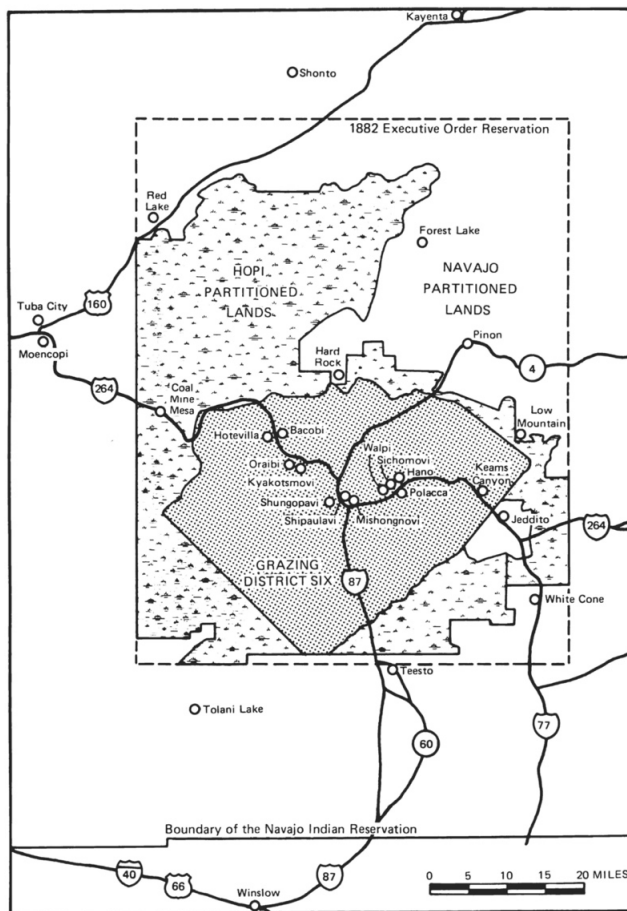 Kayenta
Shonto
1882 Executive Order Reservation
Red
Lake
Forest Lake
HOPI
PARTITIONED
LANDS
NAVAJO
PARTITIONED
LANDS
Tuba City
160
Moencopi
Pinon
Hard
Rock
4
264
Coal
Mine
Mesa
Low
Mountain
Hotevilla
Bacobi
Waipi
Sichomovi
Hano
Oraibi
Kyakotsmovi
Keams
Canyon
Polacca
Shungopavi
Shipaulavi
Mishongnovi
Jeddito
264
GRAZING
DISTRICT SIX
87
White Cone
Teesto
Tolani Lake
60
77
Boundary of the Navajo Indian Reservation
40
66
87
Winslow
0 5 10 15 20 MILES